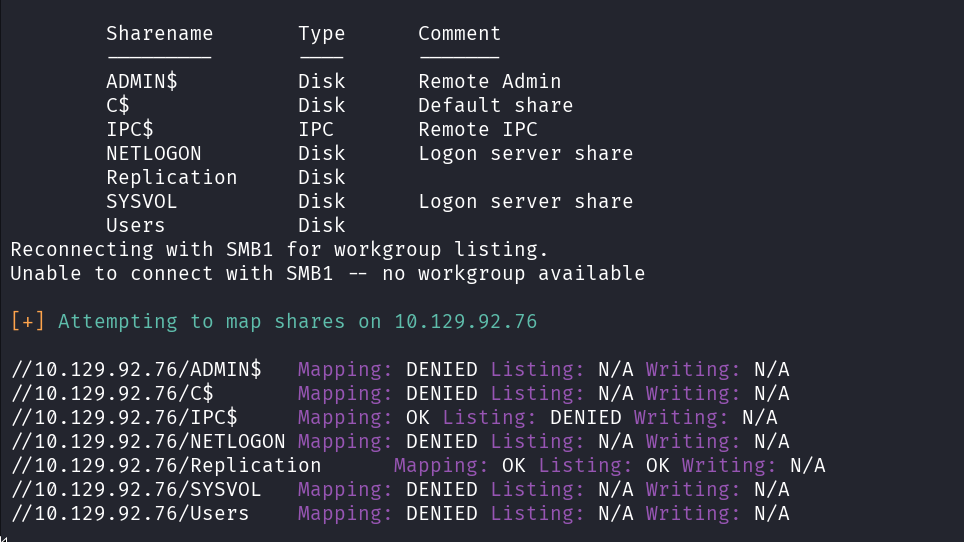 Sharename Type Comment
--------- ---- -------
ADMIN$ Disk Remote Admin
C$ Disk Default share
IPC$ IPC Remote IPC
NETLOGON Disk Logon server share
Replication Disk
SYSVOL Disk Logon server share
Users Disk
Reconnecting with SMB1 for workgroup listing.
Unable to connect with SMB1 -- no workgroup available
[+] Attempting to map shares on 10.129.92.76
//10.129.92.76/ADMIN$ Mapping: DENIED Listing: N/A Writing: N/A
//10.129.92.76/C$ Mapping: DENIED Listing: N/A Writing: N/A
//10.129.92.76/IPC$ Mapping: OK Listing: DENIED Writing: N/A
//10.129.92.76/NETLOGON Mapping: DENIED Listing: N/A Writing: N/A
//10.129.92.76/Replication Mapping: OK Listing: OK Writing: N/A
//10.129.92.76/SYSVOL Mapping: DENIED Listing: N/A Writing: N/A
//10.129.92.76/Users Mapping: DENIED Listing: N/A Writing: N/A